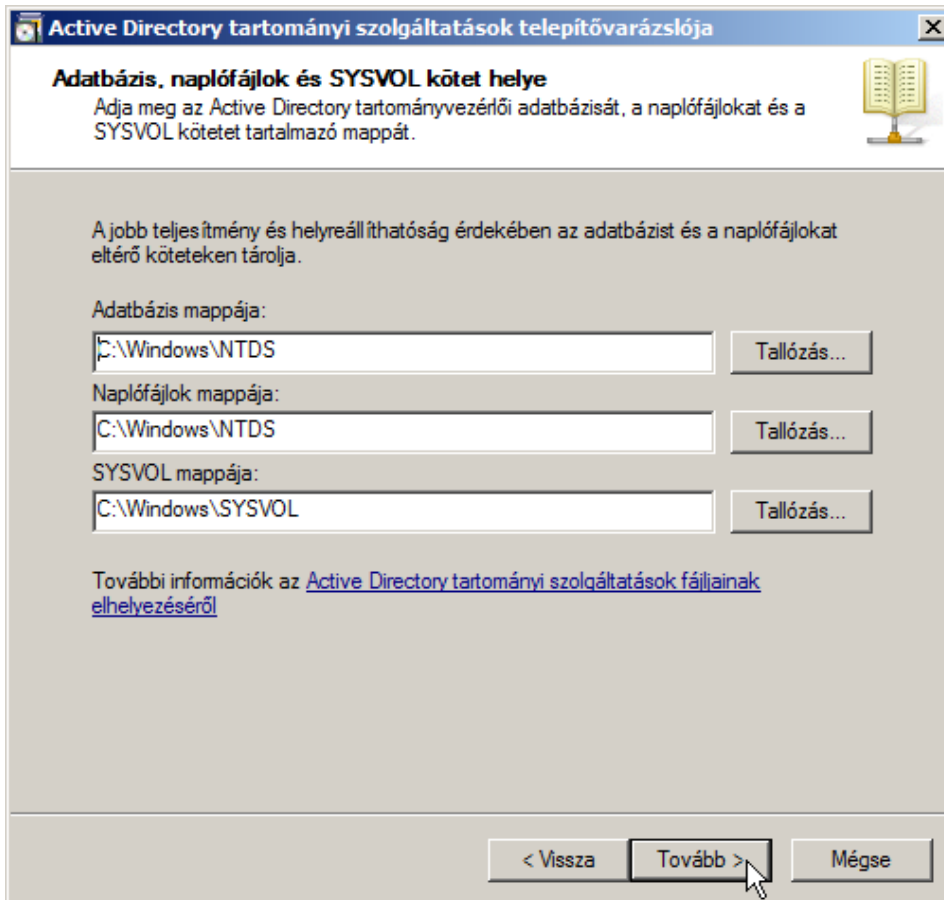 Active Directory tartományi szolgáltatások telepítővarázslója
Adatbázis, naplófájlok és SYSVOL kötet helye
Adja meg az Active Directory tartományvezérlői adatbázisát, a naplófájlokat és a
SYSVOL kötetet tartalmazó mappát.
A jobb teljesítmény és helyreállíthatóság érdekében az adatbázist és a naplófájlokat
eltérő köteteken tárolja.
Adatbázis mappája:
C:\Windows\NTDS
Tallózás...
Naplófájlok mappája:
C:\Windows\NTDS
Tallózás...
SYSVOL mappája:
C:\Windows\SYSVOL
Tallózás...
További információk az Active Directory tartományi szolgáltatások fájljainak
elhelyezéséről
< Vissza
Tovább >
Mégse